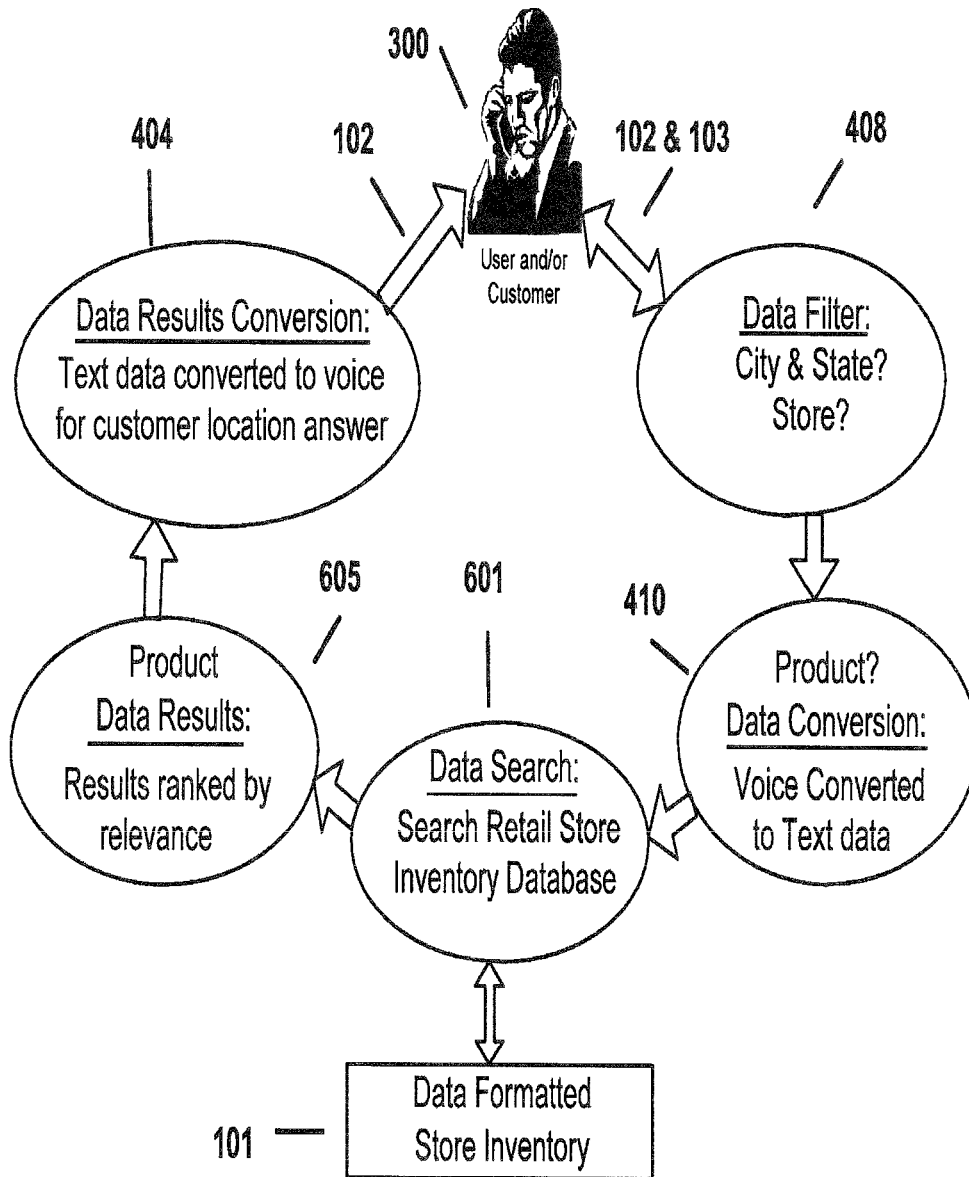 300
404
102
102 & 103
408
User and/or
Customer
Data Results Conversion:
Text data converted to voice
for customer location answer
Data Filter:
City & State?
Store?
605
601
410
Product
Data Results:
Results ranked by
relevance
Data Search:
Search Retail Store
Inventory Database
Product?
Data Conversion:
Voice Converted
to Text data
101
Data Formatted
Store Inventory